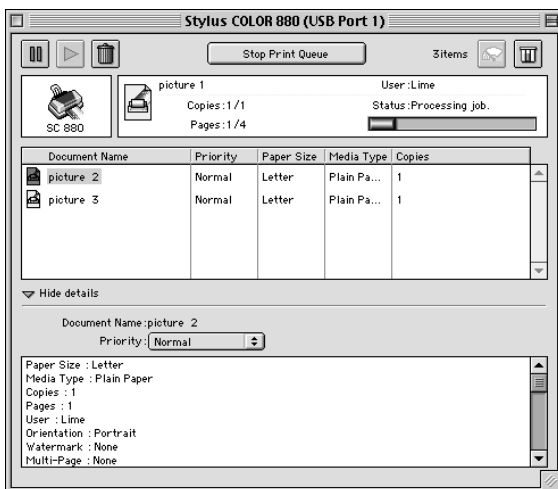 Stylus COLOR 880 (USB Port 1)
Stop Print Queue
3items
SC 880
picture 1
User :Lime
Copies :1/1
Status :Processing job.
Pages :1/4
Document Name Priority Paper Size Media Type Copies
picture 2 Normal Letter Plain Pa... 1
picture 3 Normal Letter Plain Pa... 1
Hide details
Document Name :picture 2
Priority : Normal
Paper Size : Letter
Media Type : Plain Paper
Copies : 1
Pages : 1
User : Lime
Orientation : Portrait
Watermark : None
Multi-Page : None